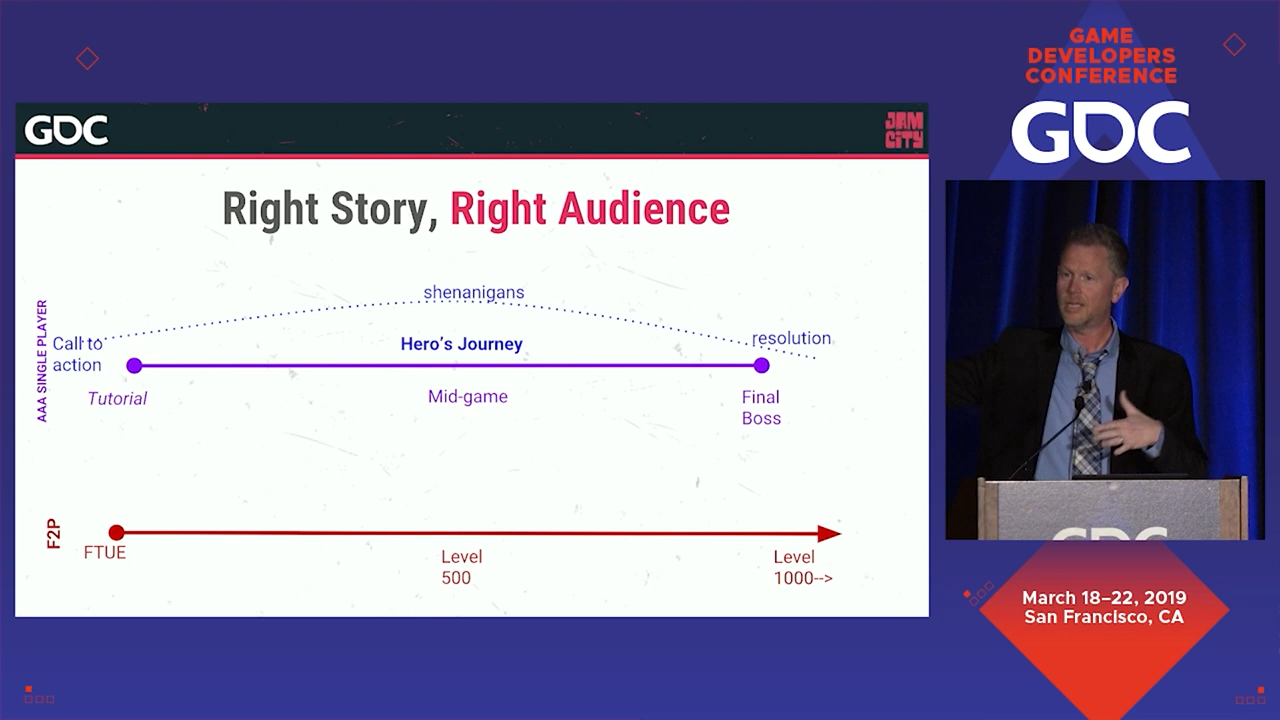 GAME
DEVELOPERS
CONFERENCE
GDC
GDC
JAM
CITY
Right Story, Right Audience
AAA SINGLE PLAYER
shenanigans
Call to
action
Hero's Journey
resolution
Tutorial
Mid-game
Final
Boss
F2P
FTUE
Level
500
Level
1000-->
GDC
March 18–22, 2019
San Francisco, CA